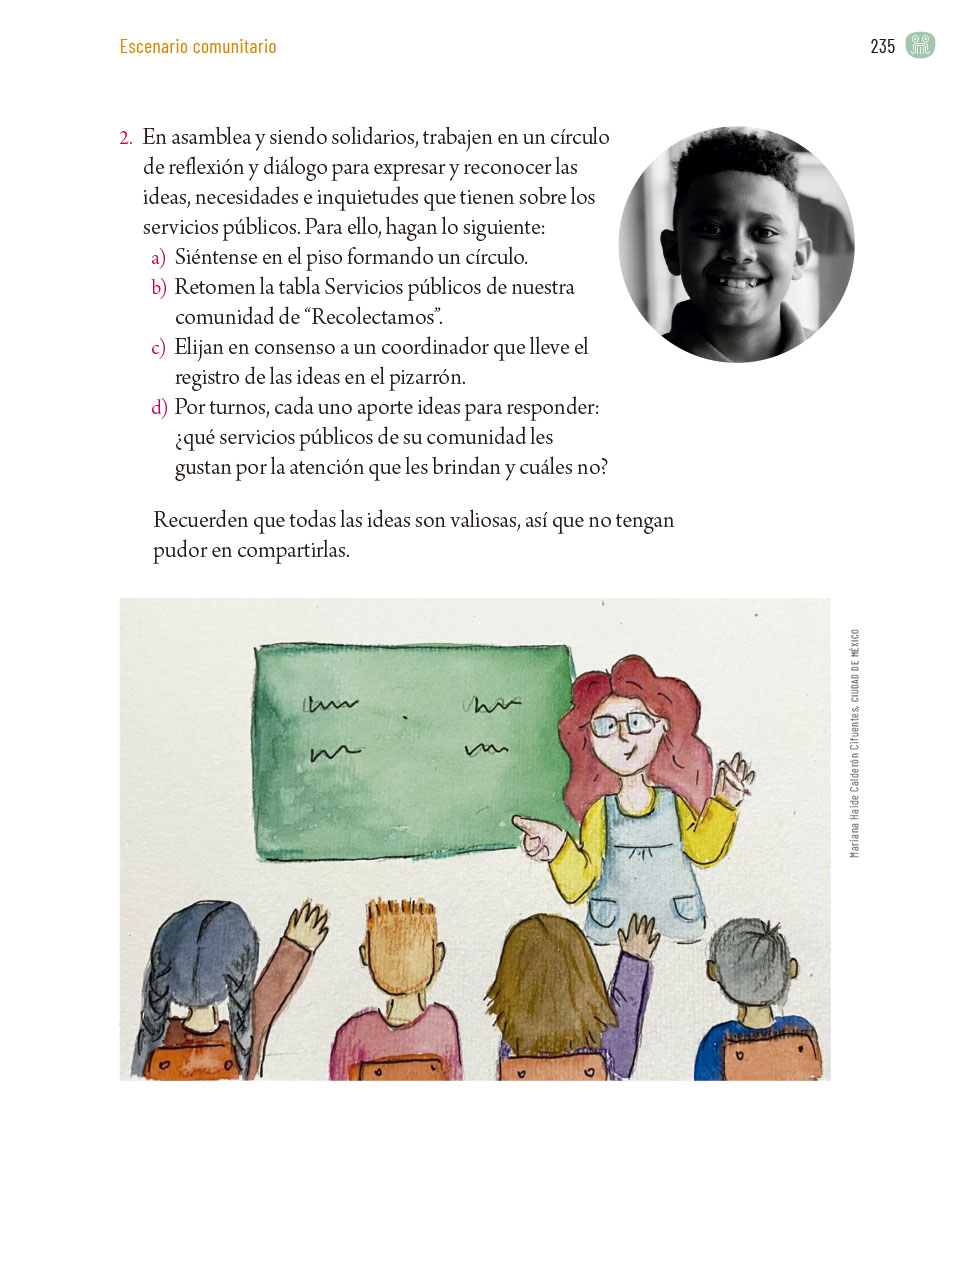 Escenario comunitario
235
2. En asamblea y siendo solidarios, trabajen en un círculo
de reflexión y diálogo para expresar y reconocer las
ideas, necesidades e inquietudes que tienen sobre los
servicios públicos. Para ello, hagan lo siguiente:
a) Siéntense en el piso formando un círculo.
b) Retomen la tabla Servicios públicos de nuestra
comunidad de “Recolectamos”.
c) Elijan en consenso a un coordinador que lleve el
registro de las ideas en el pizarrón.
d) Por turnos, cada uno aporte ideas para responder:
¿qué servicios públicos de su comunidad les
gustan por la atención que les brindan y cuáles no?
Recuerden que todas las ideas son valiosas, así que no tengan
pudor en compartirlas.
Mariana Haide Calderón Cifuentes, CIUDAD DE MÉXICO